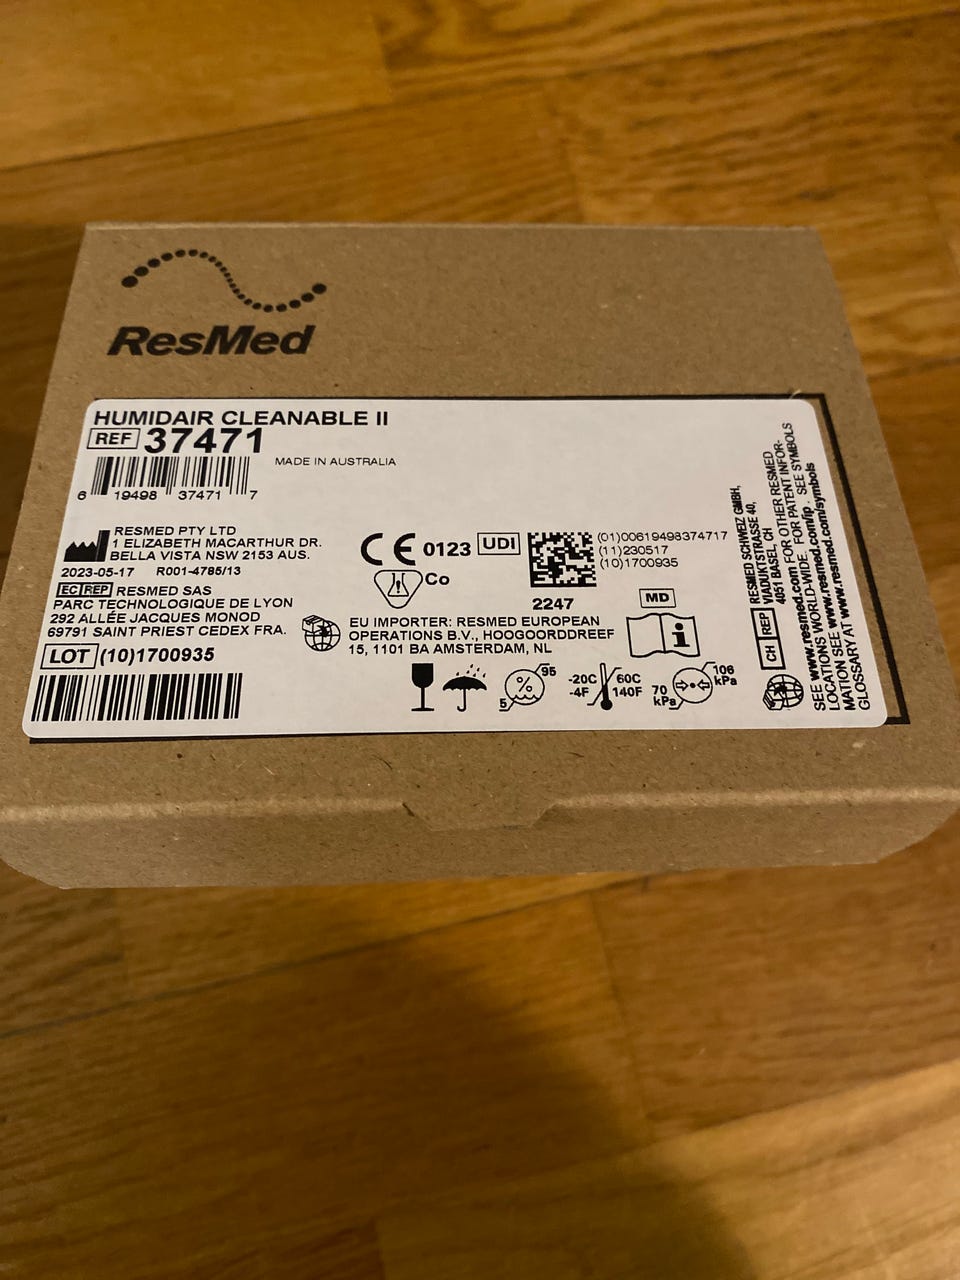 ResMed
HUMIDAIR CLEANABLE II
REF 37471
MADE IN AUSTRALIA
6 19498 37471 7
RESMED PTY LTD
1 ELIZABETH MACARTHUR DR.
BELLA VISTA NSW 2153 AUS.
2023-05-17 R001-4785/13
EC REP RESMED SAS
PARC TECHNOLOGIQUE DE LYON
292 ALLÉE JACQUES MONOD
69791 SAINT PRIEST CEDEX FRA.
LOT (10)1700935
CE 0123 UDI
(01)00619498374717
(11)230517
(10)1700935
Co
2247
MD
EU IMPORTER: RESMED EUROPEAN
OPERATIONS B.V., HOOGOORDDREEF
15, 1101 BA AMSTERDAM, NL
5 % 95
-20C 60C
-4F 140F
70 kPa
106 kPa
CH REP
RESMED SCHWEIZ GMBH,
VIADUKTSTRASSE 40,
4051 BASEL, CH
SEE www.resmed.com FOR OTHER RESMED
LOCATIONS WORLD-WIDE. FOR PATENT INFOR-
MATION SEE www.resmed.com/ip. SEE SYMBOLS
GLOSSARY AT www.resmed.com/symbols